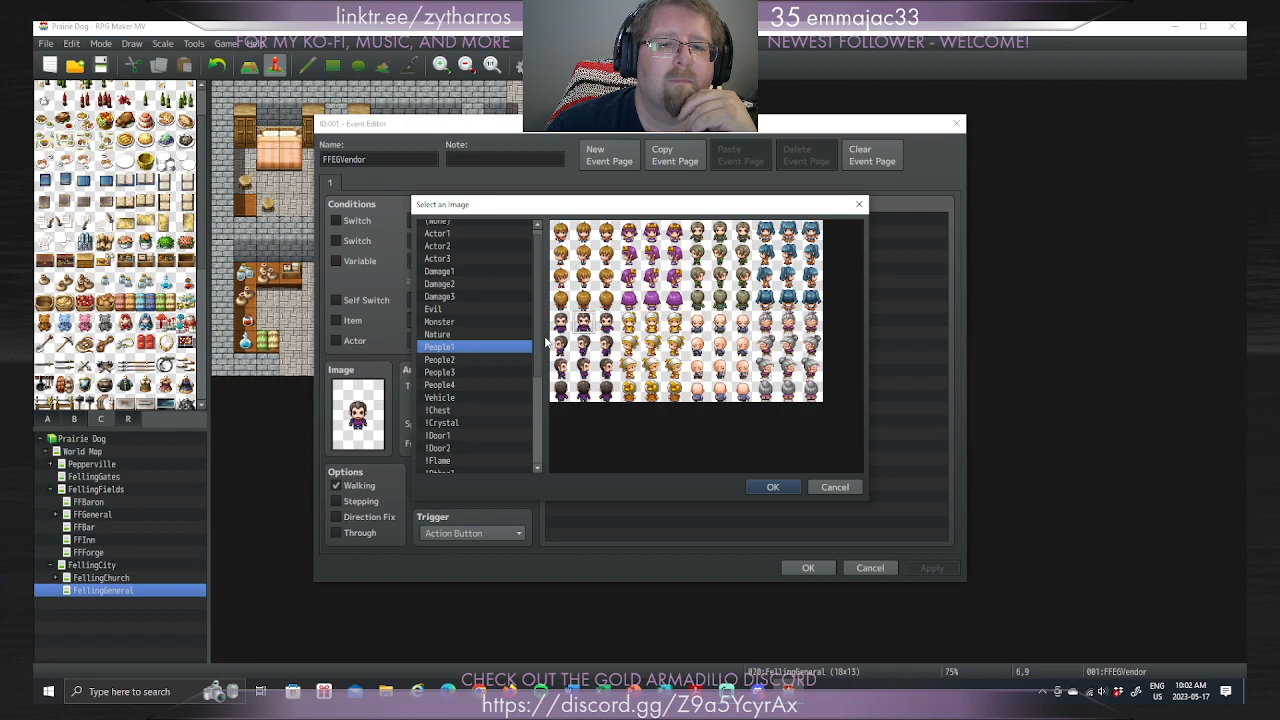 linktr.ee/zytharros
35 emmajac33
Prairie Dog - RPG Maker MV
FOR MY KO-FI, MUSIC, AND MORE
NEWEST FOLLOWER - WELCOME!
File Edit Mode Draw Scale Tools Game Help
ID:001 - Event Editor
Name:
Note:
FFEGVendor
New Event Page
Copy Event Page
Paste Event Page
Delete Event Page
Clear Event Page
1
Conditions
Switch
Switch
Variable
Self Switch
Item
Actor
Image
Options
Walking
Stepping
Direction Fix
Through
Trigger
Action Button
OK
Cancel
Apply
Select an image
(None)
Actor1
Actor2
Actor3
Damage1
Damage2
Damage3
Evil
Monster
Nature
People1
People2
People3
People4
Vehicle
!Chest
!Crystal
!Door1
!Door2
!Flame
OK
Cancel
A B C R
Prairie Dog
World Map
Pepperville
FellingGates
FellingFields
FFBaron
FFGeneral
FFBar
FFInn
FFForge
FellingCity
FellingChurch
FellingGeneral
020:FellingGeneral (18x13)
75%
6,9
001:FFEGVendor
CHECK OUT THE GOLD ARMADILLO DISCORD
https://discord.gg/Z9a5YcyrAx
Type here to search
ENG
US
10:02 AM
2023-05-17